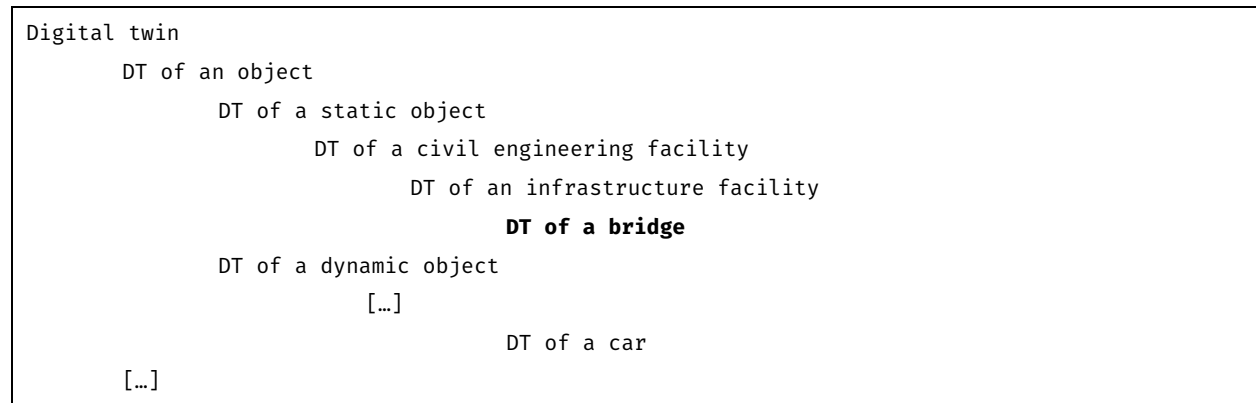 Digital twin
DT of an object
DT of a static object
DT of a civil engineering facility
DT of an infrastructure facility
DT of a bridge
DT of a dynamic object
[…]
DT of a car
[…]